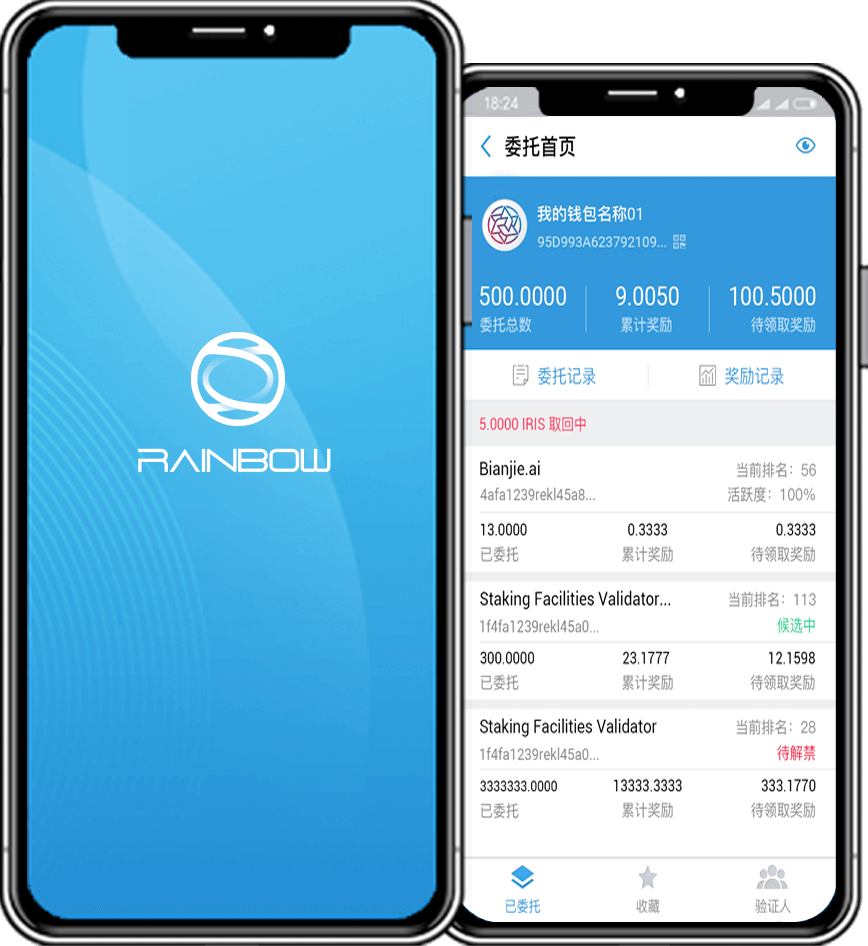 RAINBOW
18:24
委托首页
我的钱包名称01
95D993A623792109...
500.0000 9.0050 100.5000
委托总数 累计奖励 待领取奖励
委托记录 奖励记录
5.0000 IRIS 取回中
Bianjie.ai 当前排名：56
4afa1239rekl45a8... 活跃度：100%
13.0000 0.3333 0.3333
已委托 累计奖励 待领取奖励
Staking Facilities Validator... 当前排名：113
1f4fa1239rekl45a0... 候选中
300.0000 23.1777 12.1598
已委托 累计奖励 待领取奖励
Staking Facilities Validator 当前排名：28
1f4fa1239rekl45a0... 待解禁
3333333.0000 13333.3333 333.1770
已委托 累计奖励 待领取奖励
已委托 收藏 验证人